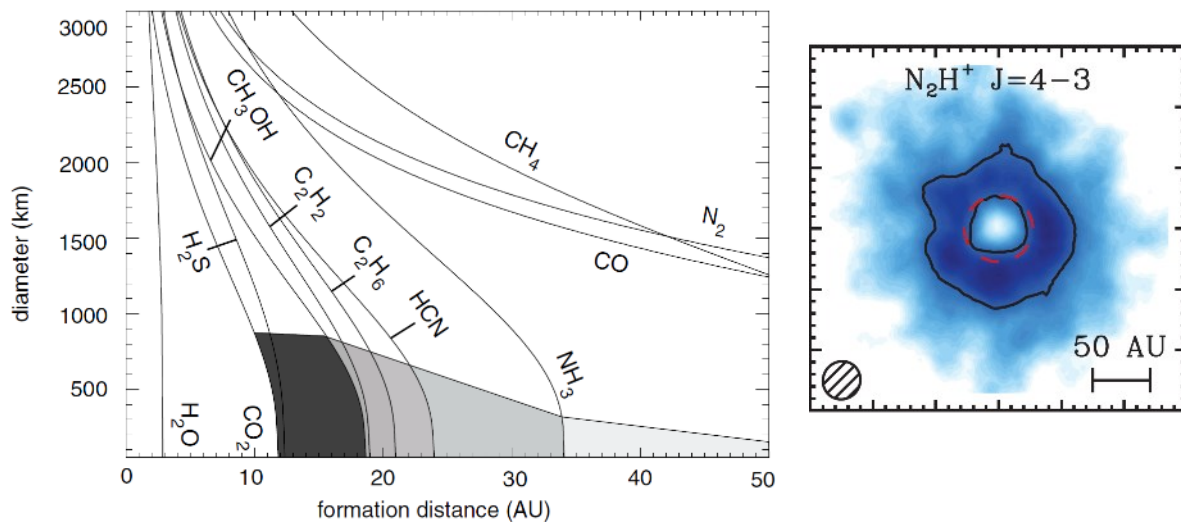 3000
2500
2000
1500
1000
500
diameter (km)
0
10
20
30
40
50
formation distance (AU)
H₂O
CO₂
H₂S
CH₃OH
C₂H₂
C₂H₆
HCN
NH₃
CH₄
N₂
CO
N₂H⁺ J=4−3
50 AU